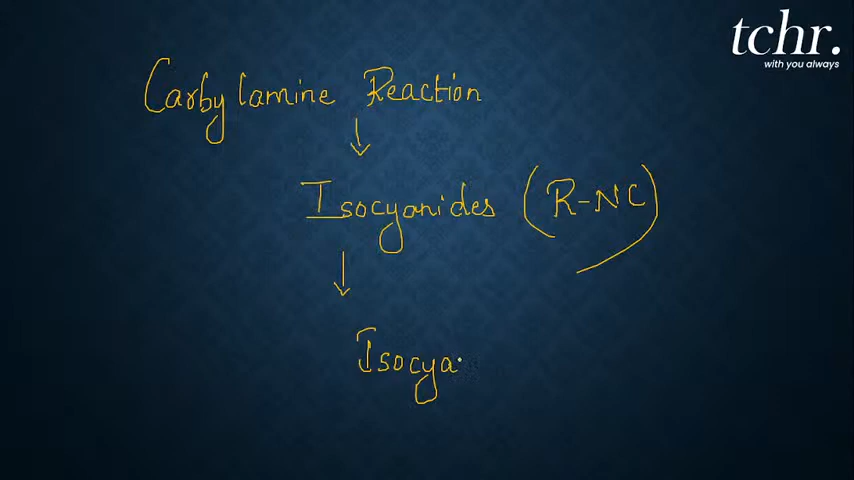 tchr.
with you always
Carbylamine Reaction
↓
Isocyanides (R-NC)
↓
Isocya